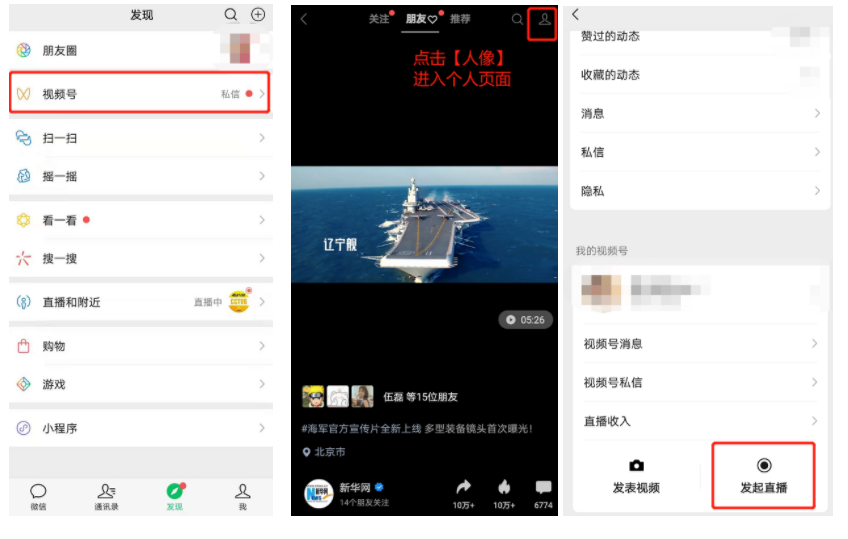 发现
朋友圈
视频号
私信
扫一扫
摇一摇
看一看
搜一搜
直播和附近
直播中
购物
游戏
小程序
微信
通讯录
发现
我
关注
朋友♡
推荐
点击【人像】
进入个人页面
辽宁舰
05:26
伍磊 等15位朋友
#海军官方宣传片全新上线 多型装备镜头首次曝光!
北京市
新华网
14个朋友关注
10万+
10万+
6774
赞过的动态
收藏的动态
消息
私信
隐私
我的视频号
视频号消息
视频号私信
直播收入
发表视频
发起直播